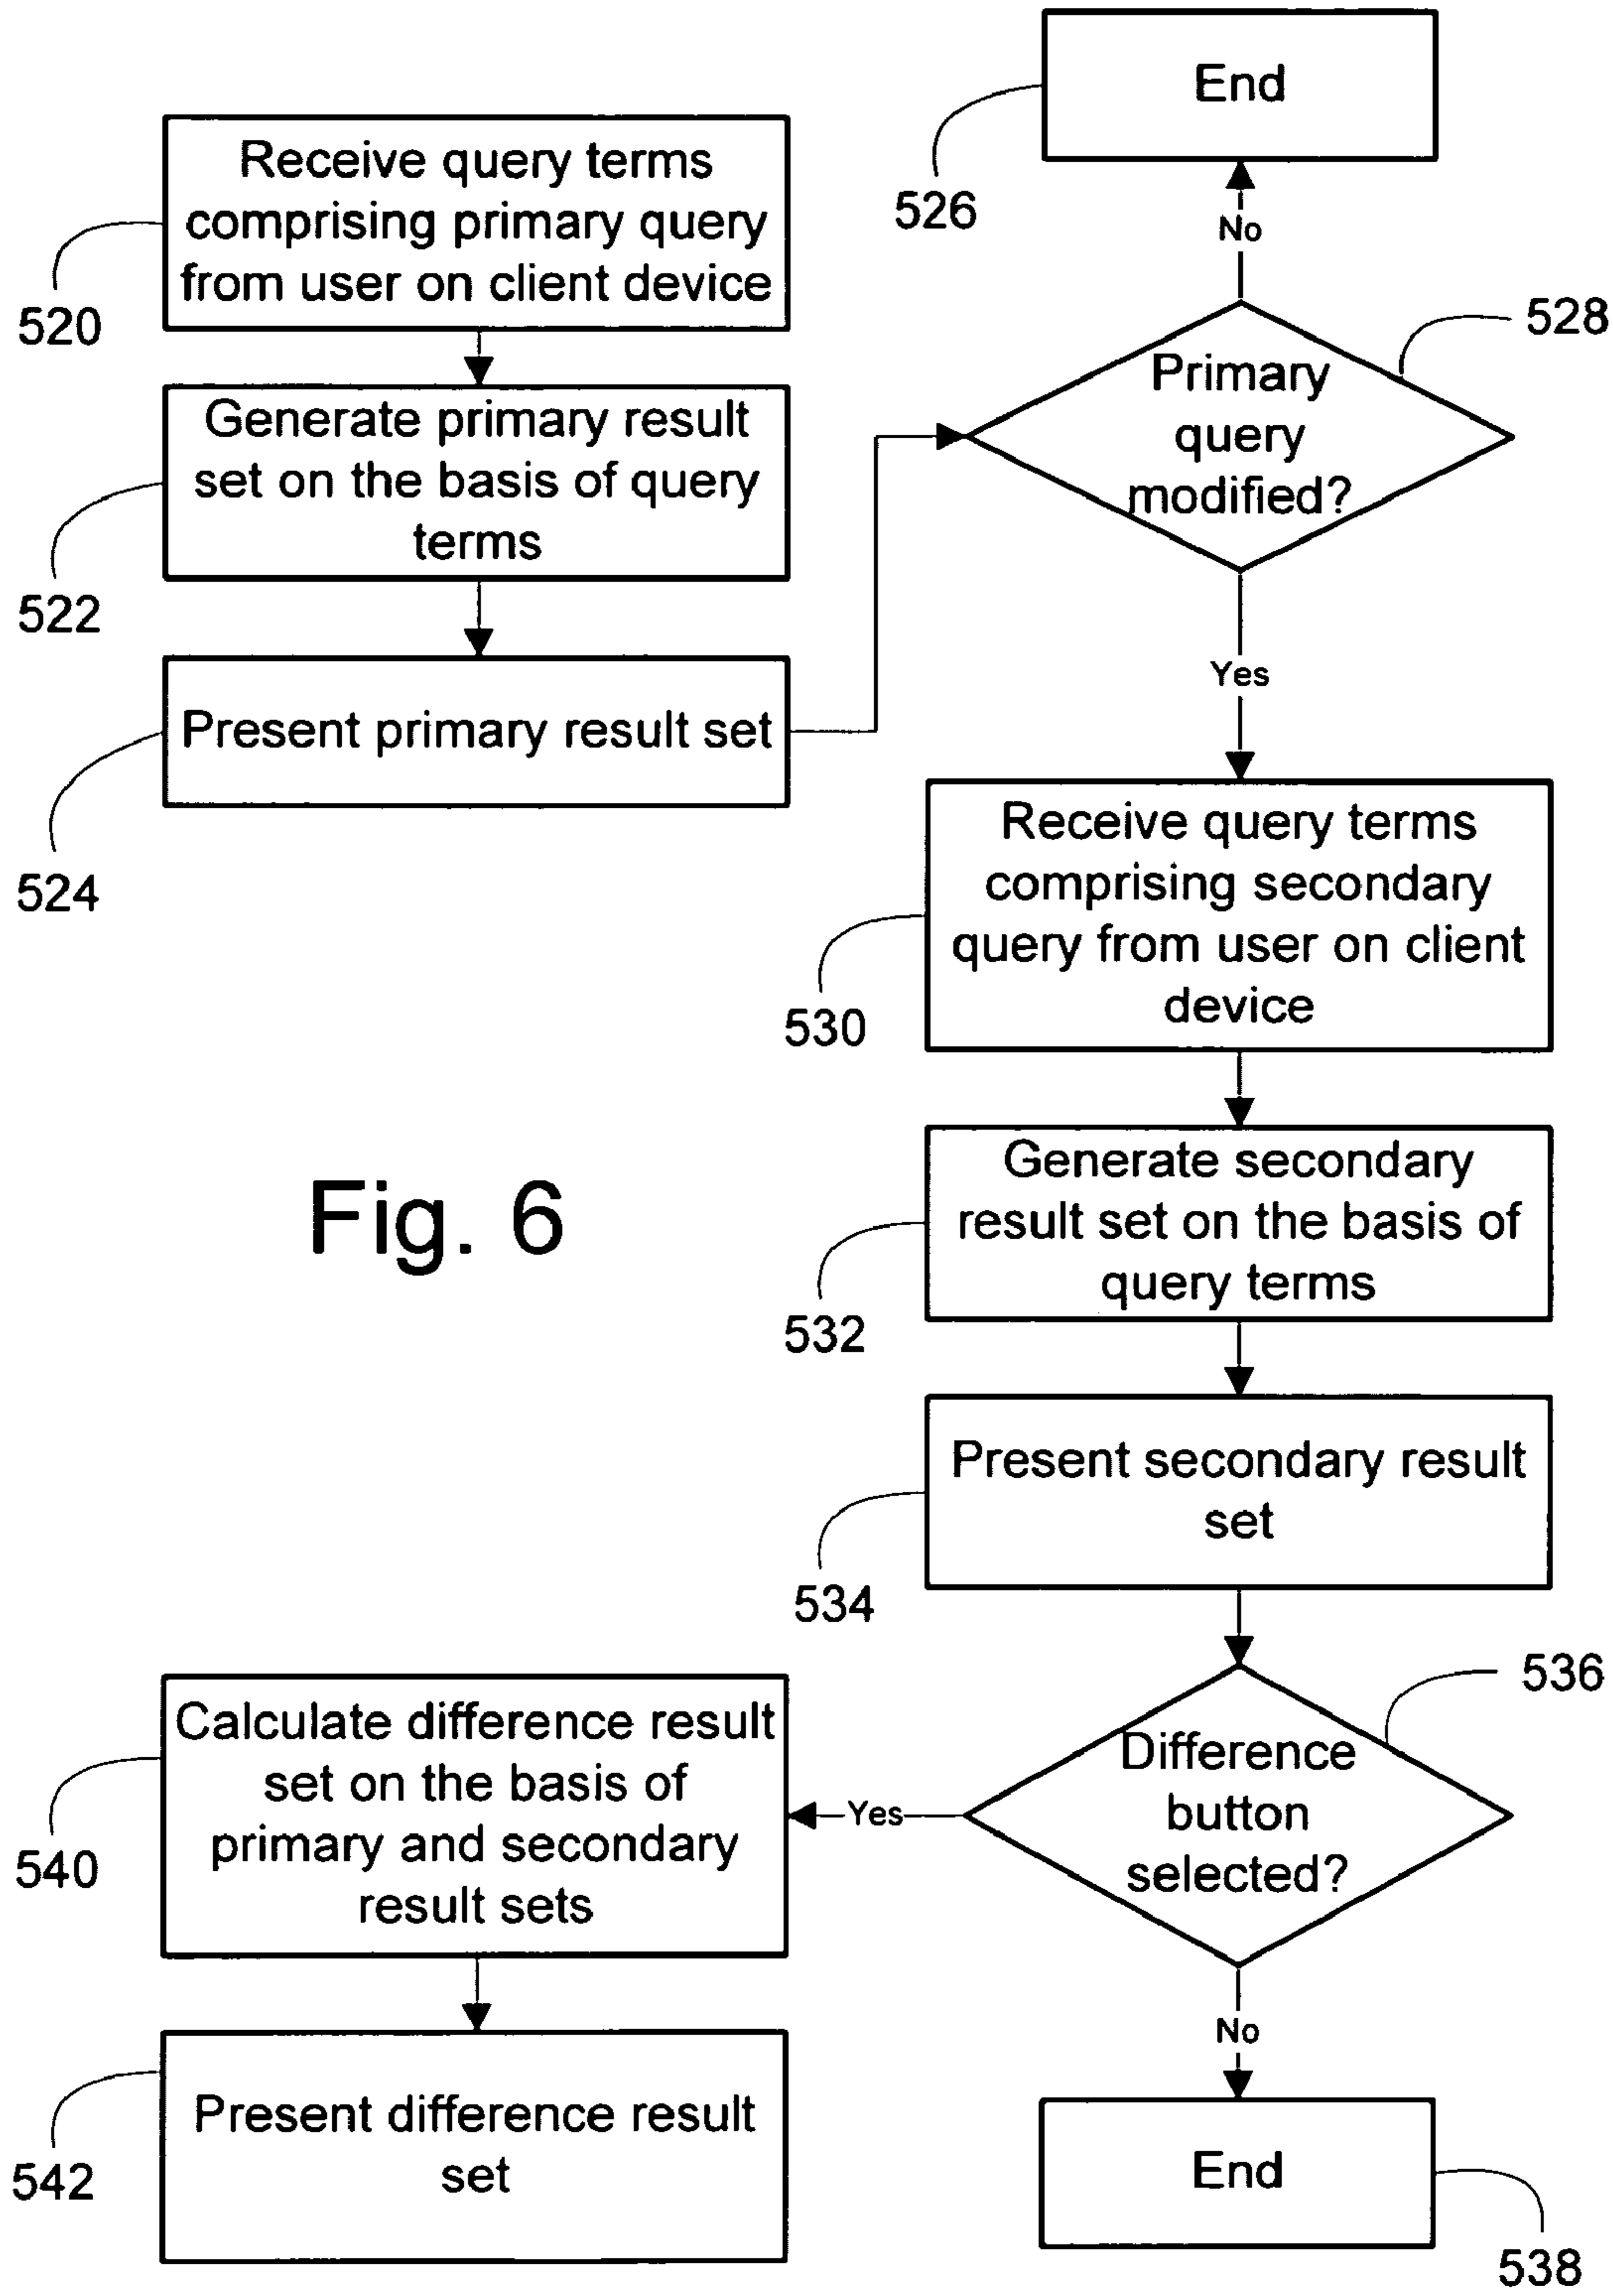 End
526
No
Receive query terms
comprising primary query
from user on client device
520
528
Primary
query
modified?
Generate primary result
set on the basis of query
terms
522
Yes
Present primary result set
524
Receive query terms
comprising secondary
query from user on client
device
530
Fig. 6
Generate secondary
result set on the basis of
query terms
532
Present secondary result
set
534
536
Difference
button
selected?
Yes
Calculate difference result
set on the basis of
primary and secondary
result sets
540
No
Present difference result
set
542
End
538